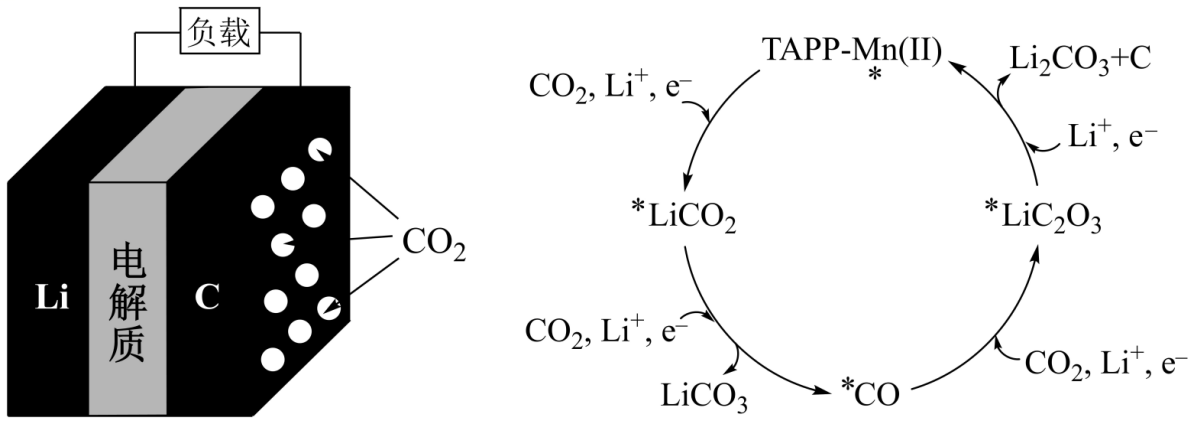 负载
Li
电解质
C
CO₂
TAPP-Mn(II)
*
CO₂, Li⁺, e⁻
Li₂CO₃+C
Li⁺, e⁻
*LiCO₂
*LiC₂O₃
CO₂, Li⁺, e⁻
LiCO₃
*CO
CO₂, Li⁺, e⁻